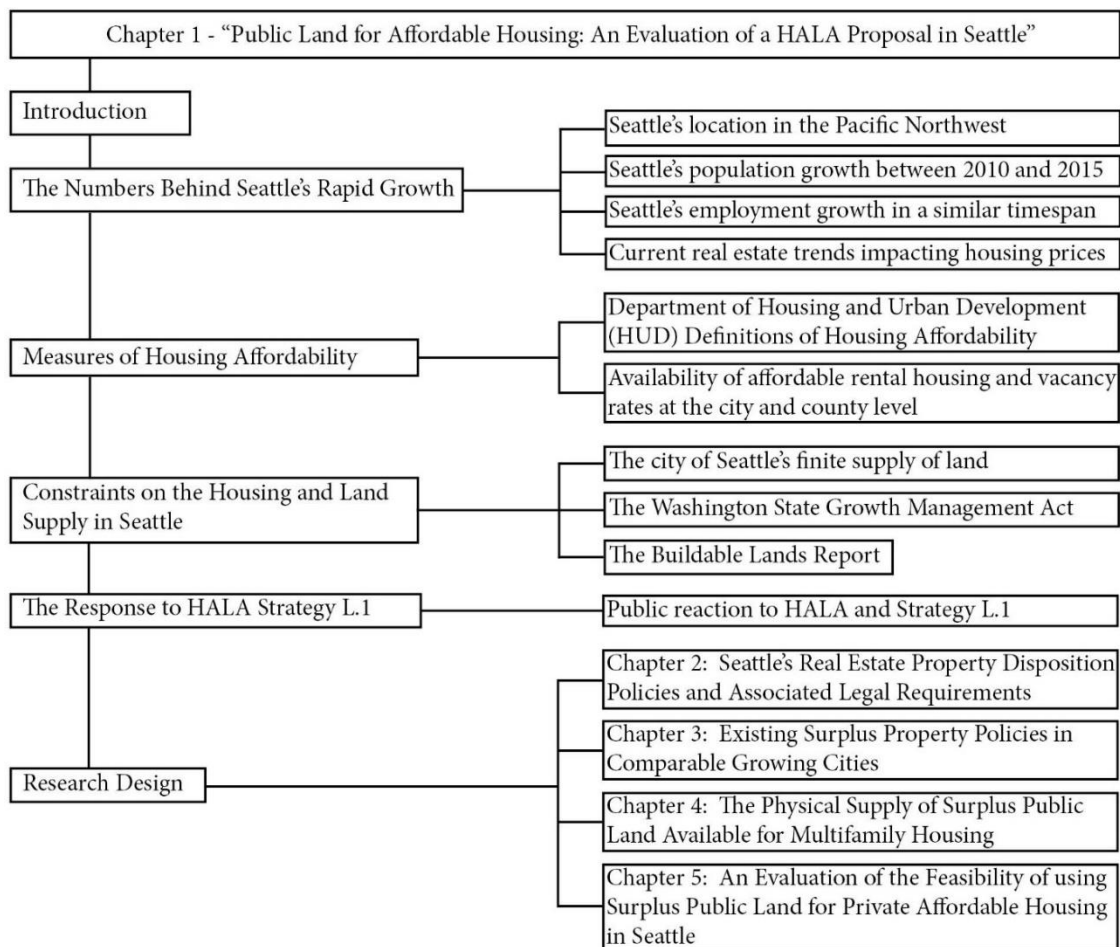 Chapter 1 - “Public Land for Affordable Housing: An Evaluation of a HALA Proposal in Seattle”
Introduction
The Numbers Behind Seattle’s Rapid Growth
Seattle’s location in the Pacific Northwest
Seattle’s population growth between 2010 and 2015
Seattle’s employment growth in a similar timespan
Current real estate trends impacting housing prices
Measures of Housing Affordability
Department of Housing and Urban Development
(HUD) Definitions of Housing Affordability
Availability of affordable rental housing and vacancy
rates at the city and county level
Constraints on the Housing and Land
Supply in Seattle
The city of Seattle’s finite supply of land
The Washington State Growth Management Act
The Buildable Lands Report
The Response to HALA Strategy L.1
Public reaction to HALA and Strategy L.1
Research Design
Chapter 2:  Seattle’s Real Estate Property Disposition
Policies and Associated Legal Requirements
Chapter 3:  Existing Surplus Property Policies in
Comparable Growing Cities
Chapter 4:  The Physical Supply of Surplus Public
Land Available for Multifamily Housing
Chapter 5:  An Evaluation of the Feasibility of using
Surplus Public Land for Private Affordable Housing
in Seattle